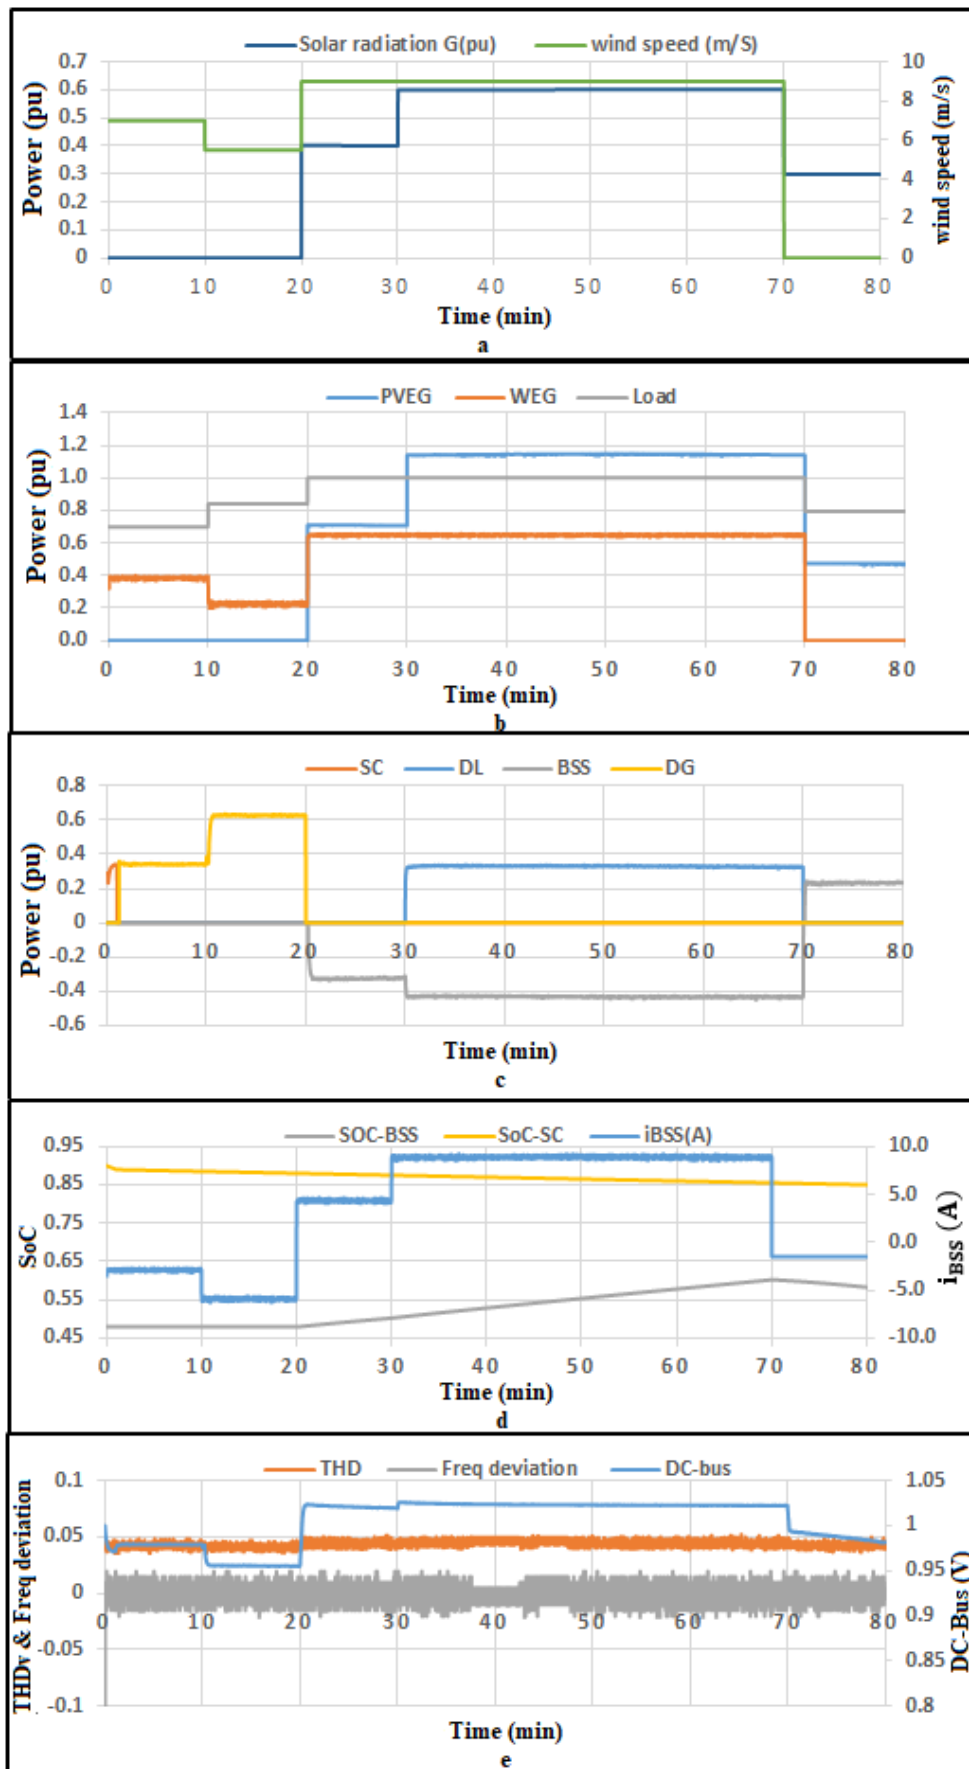 Solar radiation G(pu) wind speed (m/S)
0.7 0.6 0.5 0.4 0.3 0.2 0.1 0
Power (pu)
10 8 6 4 2 0
wind speed (m/s)
0 10 20 30 40 50 60 70 80
Time (min)
a
PVEG WEG Load
1.4 1.2 1.0 0.8 0.6 0.4 0.2 0.0
Power (pu)
0 10 20 30 40 50 60 70 80
Time (min)
b
SC DL BSS DG
0.8 0.6 0.4 0.2 0 -0.2 -0.4 -0.6
Power (pu)
0 10 20 30 40 50 60 70 80
Time (min)
c
SOC-BSS SoC-SC iBSS(A)
0.95 0.85 0.75 0.65 0.55 0.45
SoC
10.0 5.0 0.0 -5.0 -10.0
iBSS (A)
0 10 20 30 40 50 60 70 80
Time (min)
d
THD Freq deviation DC-bus
0.1 0.05 0 -0.05 -0.1
THDv & Freq deviation
1.05 1 0.95 0.9 0.85 0.8
DC-Bus (V)
0 10 20 30 40 50 60 70 80
Time (min)
e